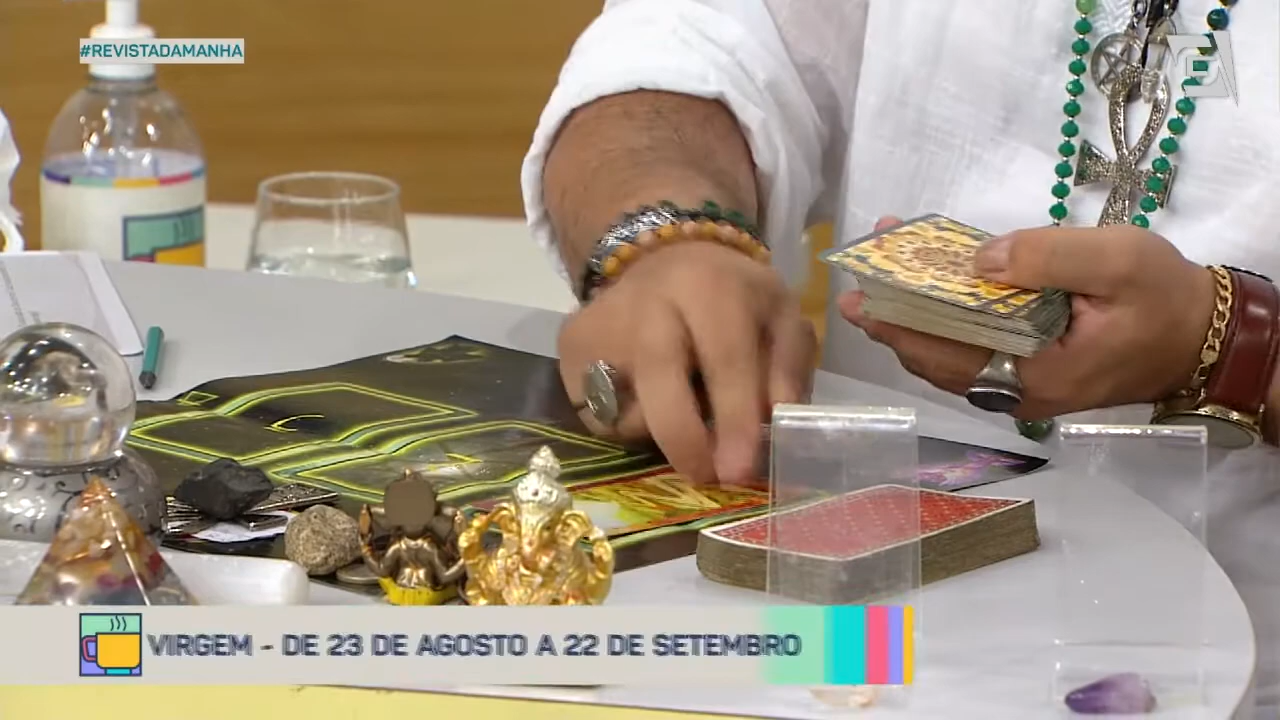 #REVISTADAMANHA
VIRGEM - DE 23 DE AGOSTO A 22 DE SETEMBRO